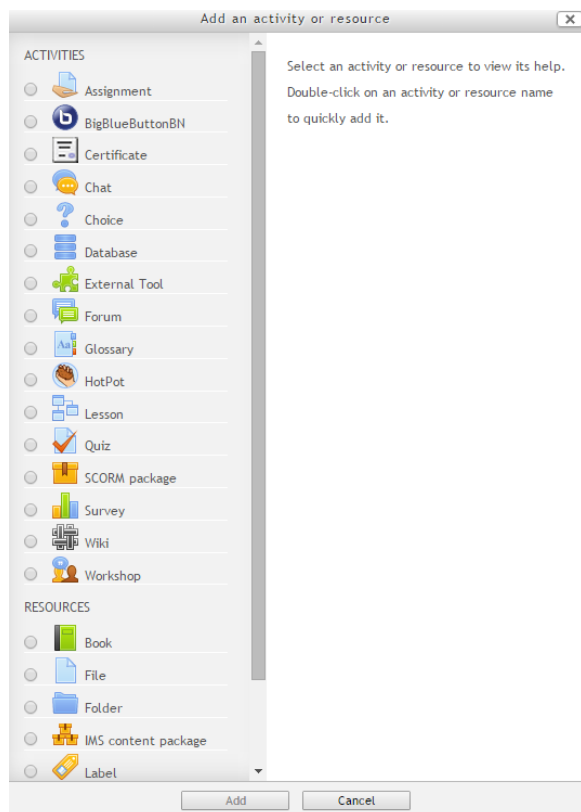 Add an activity or resource
ACTIVITIES
Assignment
BigBlueButtonBN
Certificate
Chat
Choice
Database
External Tool
Forum
Aa
Glossary
HotPot
Lesson
Quiz
SCORM package
Survey
Wiki
Workshop
RESOURCES
Book
File
Folder
IMS content package
Label
Select an activity or resource to view its help.
Double-click on an activity or resource name
to quickly add it.
Add
Cancel